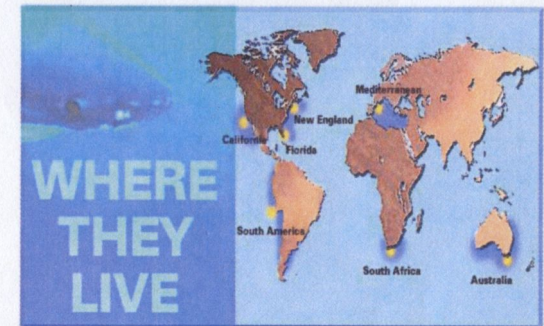 WHERE
THEY
LIVE
Mediterranean
New England
California
Florida
South America
South Africa
Australia